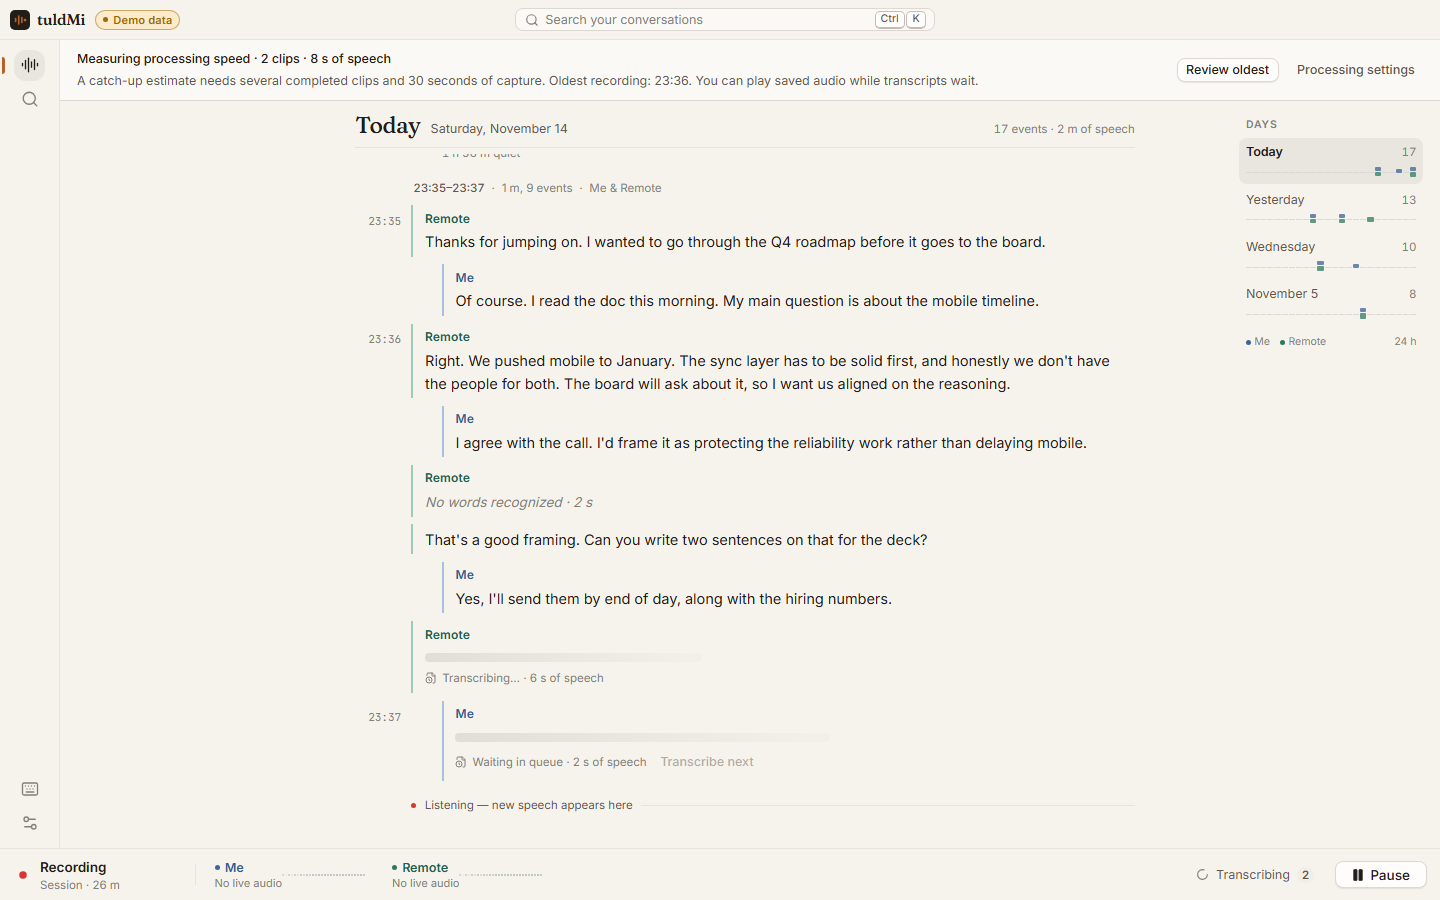 tuldMi
Demo data
Search your conversations
Ctrl K
Measuring processing speed · 2 clips · 8 s of speech
A catch-up estimate needs several completed clips and 30 seconds of capture. Oldest recording: 23:36. You can play saved audio while transcripts wait.
Review oldest
Processing settings
Today Saturday, November 14
17 events · 2 m of speech
23:35–23:37 · 1 m, 9 events · Me & Remote
23:35
Remote
Thanks for jumping on. I wanted to go through the Q4 roadmap before it goes to the board.
Me
Of course. I read the doc this morning. My main question is about the mobile timeline.
23:36
Remote
Right. We pushed mobile to January. The sync layer has to be solid first, and honestly we don't have
the people for both. The board will ask about it, so I want us aligned on the reasoning.
Me
I agree with the call. I'd frame it as protecting the reliability work rather than delaying mobile.
Remote
No words recognized · 2 s
That's a good framing. Can you write two sentences on that for the deck?
Me
Yes, I'll send them by end of day, along with the hiring numbers.
Remote
Transcribing... · 6 s of speech
23:37
Me
Waiting in queue · 2 s of speech Transcribe next
Listening — new speech appears here
DAYS
Today 17
Yesterday 13
Wednesday 10
November 5 8
Me Remote 24 h
Recording
Session · 26 m
Me
No live audio
Remote
No live audio
Transcribing 2
Pause